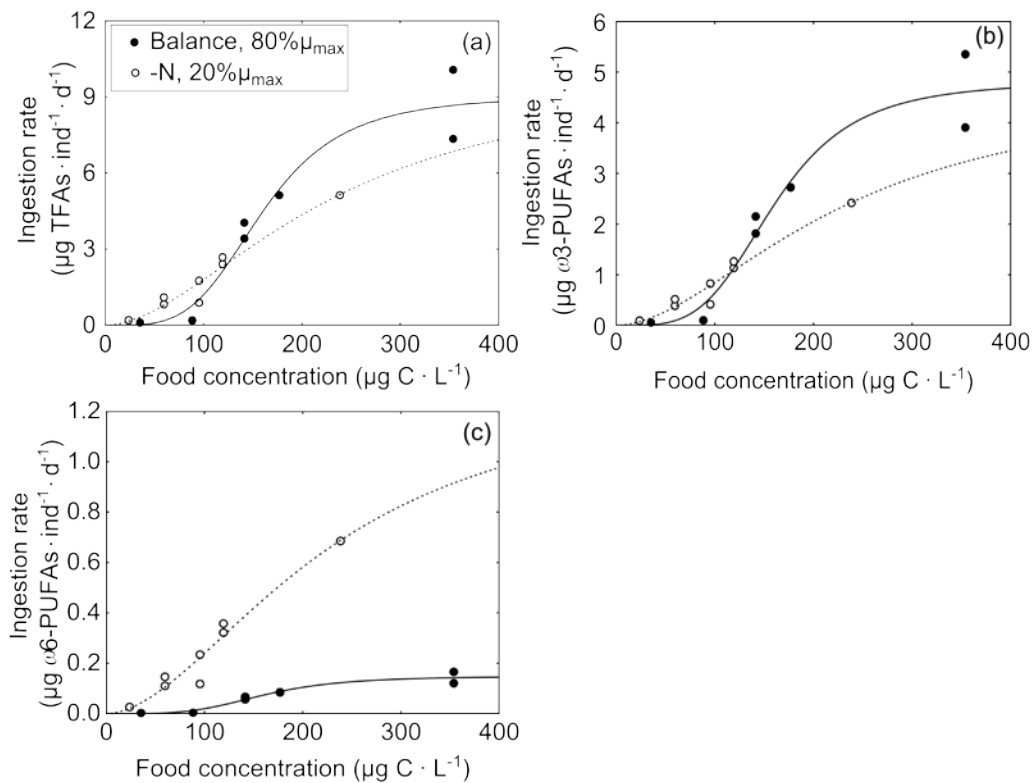 12
9
6
3
0
Ingestion rate
(µg TFAs · ind⁻¹ · d⁻¹)
● Balance, 80%µmax
○ -N, 20%µmax
(a)
0 100 200 300 400
Food concentration (µg C · L⁻¹)
6
5
4
3
2
1
0
Ingestion rate
(µg ω3-PUFAs · ind⁻¹ · d⁻¹)
(b)
0 100 200 300 400
Food concentration (µg C · L⁻¹)
1.2
1.0
0.8
0.6
0.4
0.2
0.0
Ingestion rate
(µg ω6-PUFAs · ind⁻¹ · d⁻¹)
(c)
0 100 200 300 400
Food concentration (µg C · L⁻¹)